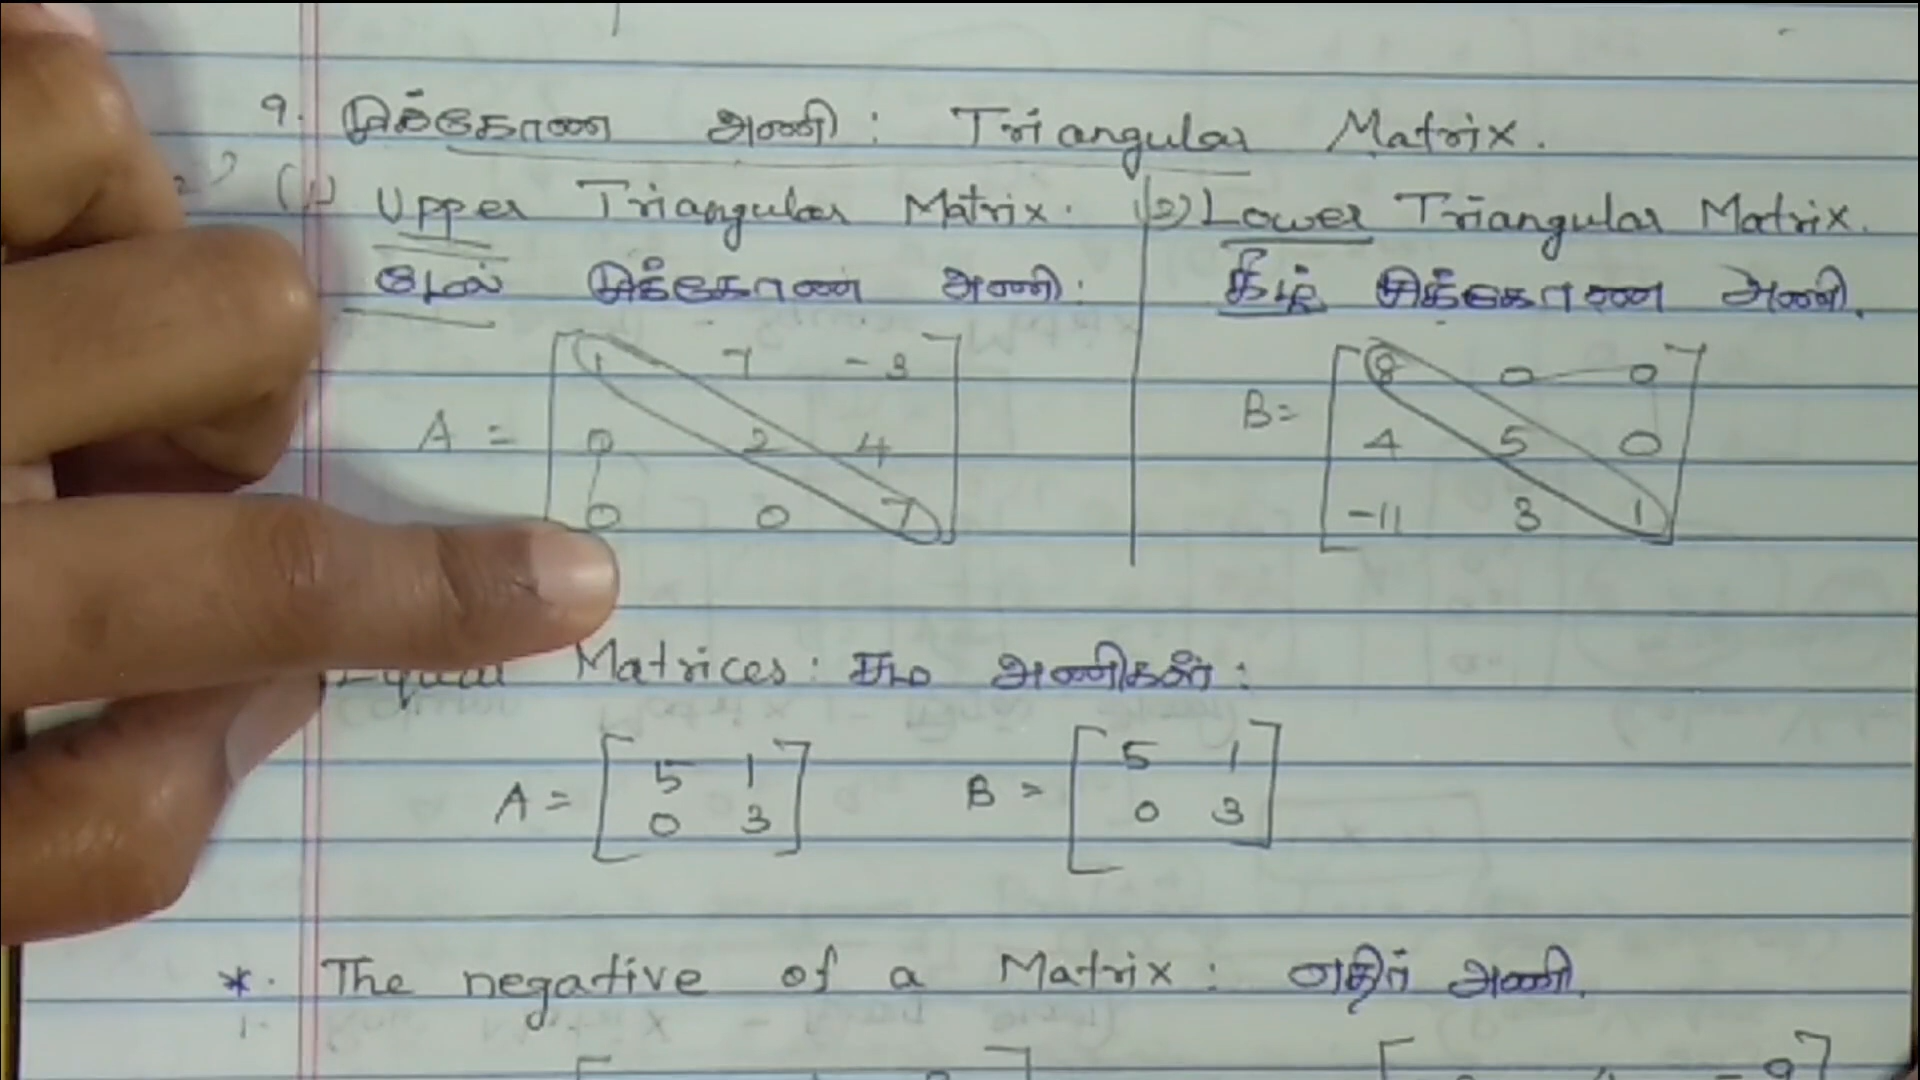 9. முக்கோண அணி : Triangular Matrix.
(1) Upper Triangular Matrix. (2) Lower Triangular Matrix.
மேல் முக்கோண அணி : கீழ் முக்கோண அணி.
A = [ 1 7 -3 B = [ 8 0 0
0 2 4 4 5 0
0 0 7 ] -11 3 1 ]
Equal Matrices : சம அணிகள் :
A = [ 5 1 B = [ 5 1
0 3 ] 0 3 ]
*. The negative of a Matrix : எதிர் அணி.